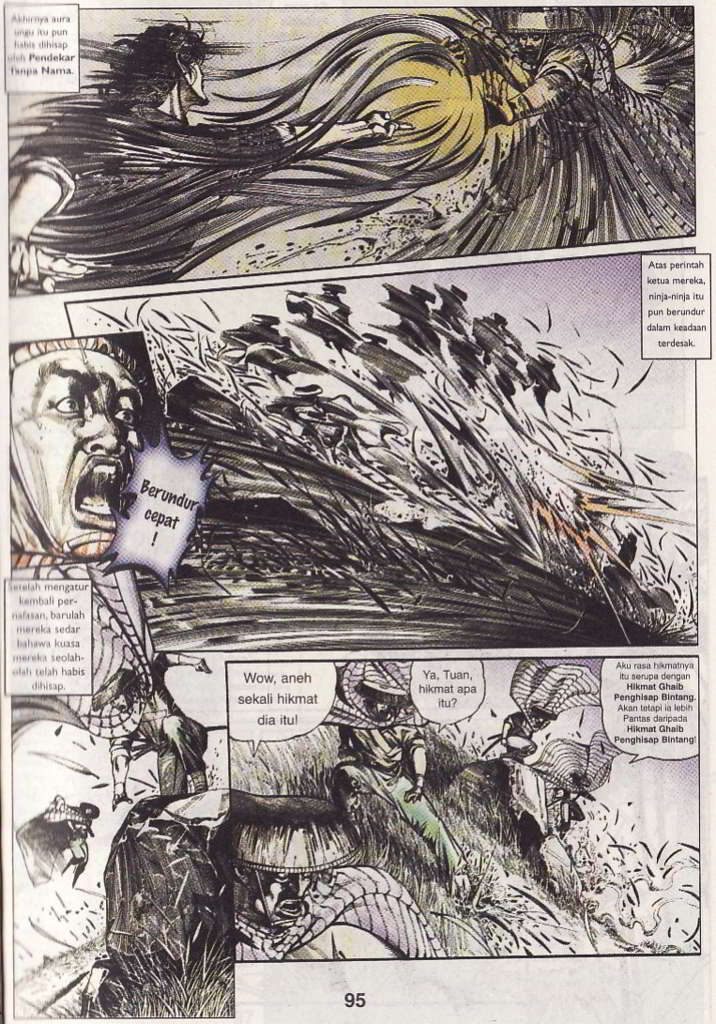 Akhirnya aura
ungu itu pun
habis dihisap
oleh Pendekar
Tanpa Nama.
Atas perintah
ketua mereka,
ninja-ninja itu
pun berundur
dalam keadaan
terdesak.
Berundur
cepat
!
Setelah mengatur
kembali per-
nafasan, barulah
mereka sedar
bahawa kuasa
mereka seolah-
olah telah habis
dihisap.
Wow, aneh
sekali hikmat
dia itu!
Ya, Tuan,
hikmat apa
itu?
Aku rasa hikmatnya
itu serupa dengan
Hikmat Ghaib
Penghisap Bintang.
Akan tetapi ia lebih
Pantas daripada
Hikmat Ghaib
Penghisap Bintang!
95